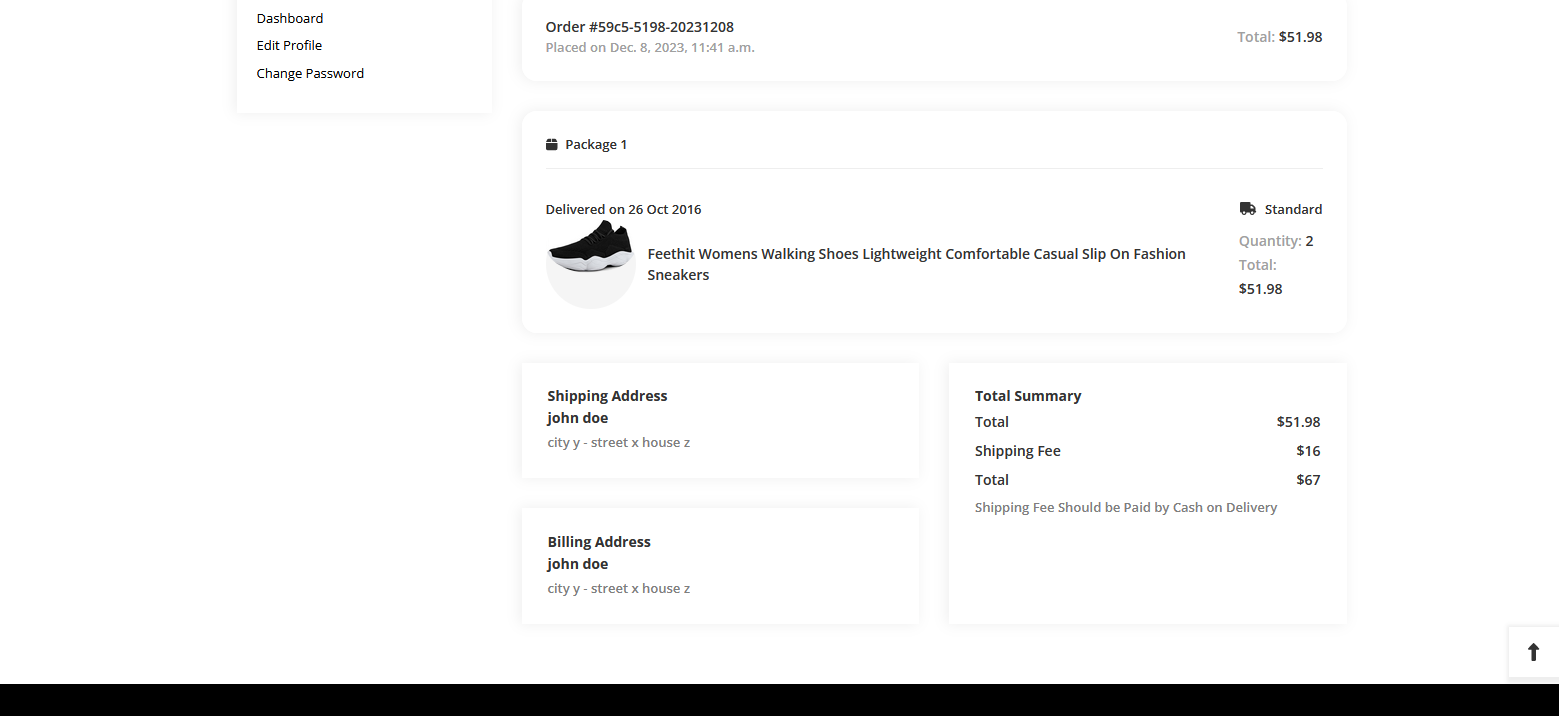 Dashboard
Edit Profile
Change Password
Order #59c5-5198-20231208
Placed on Dec. 8, 2023, 11:41 a.m.
Total: $51.98
Package 1
Delivered on 26 Oct 2016
Standard
Feethit Womens Walking Shoes Lightweight Comfortable Casual Slip On Fashion
Sneakers
Quantity: 2
Total:
$51.98
Shipping Address
john doe
city y - street x house z
Billing Address
john doe
city y - street x house z
Total Summary
Total $51.98
Shipping Fee $16
Total $67
Shipping Fee Should be Paid by Cash on Delivery